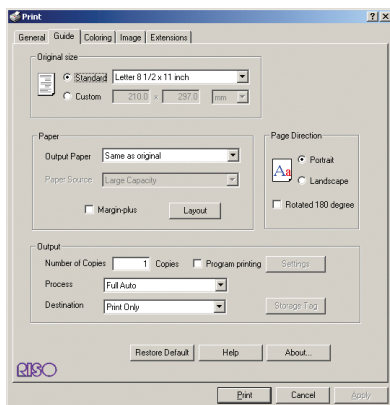 Print
General Guide Coloring Image Extensions
Original size
Standard Letter 8 1/2 x 11 inch
Custom 210.0 x 297.0 mm
Paper
Output Paper Same as original
Paper Source Large Capacity
Margin-plus Layout
Page Direction
Aa Portrait
Landscape
Rotated 180 degree
Output
Number of Copies 1 Copies Program printing Settings
Process Full Auto
Destination Print Only Storage Tag
Restore Default Help About...
RISO
Print Cancel Apply